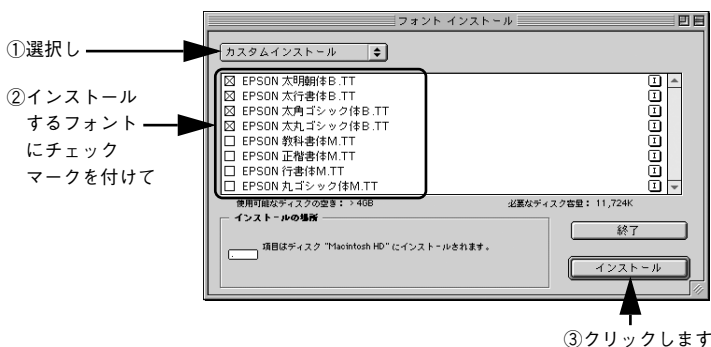 フォント インストール
①選択し
カスタムインストール
②インストール
するフォント
にチェック
マークを付けて
EPSON 太明朝体B.TT
EPSON 太行書体B.TT
EPSON 太角ゴシック体B.TT
EPSON 太丸ゴシック体B.TT
EPSON 教科書体M.TT
EPSON 正楷書体M.TT
EPSON 行書体M.TT
EPSON 丸ゴシック体M.TT
使用可能なディスクの空き：＞4GB
必要なディスク容量：11,724K
インストールの場所
項目はディスク "Macintosh HD" にインストールされます。
終了
インストール
③クリックします